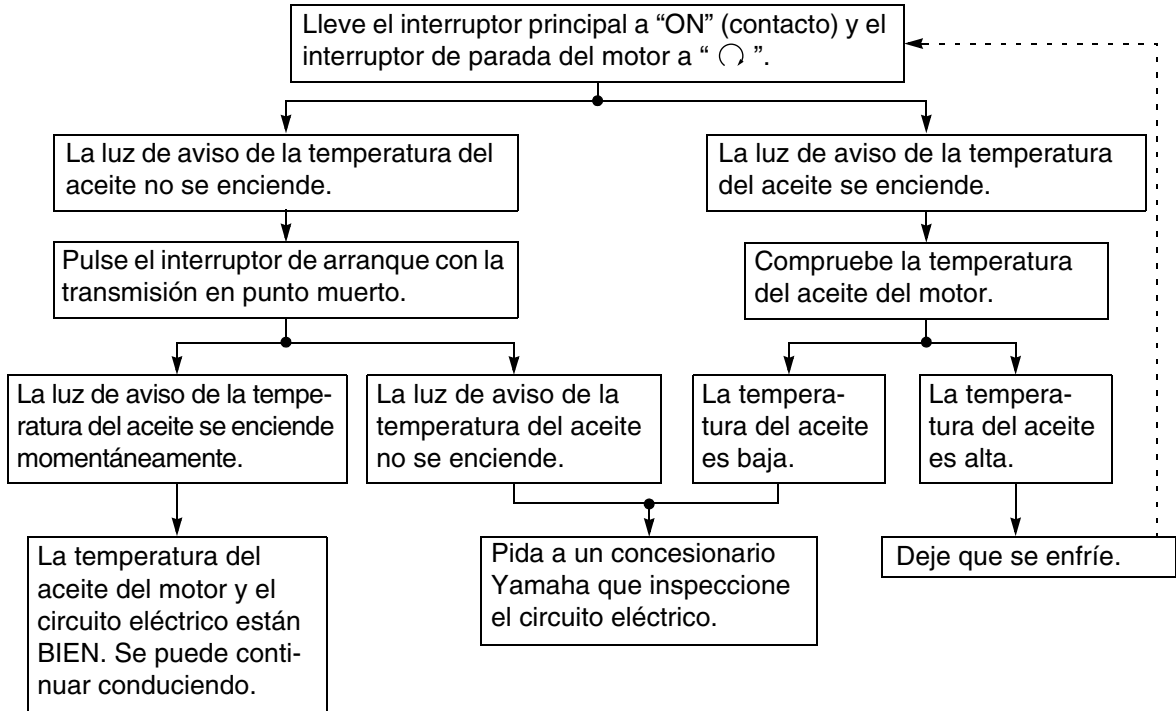 Lleve el interruptor principal a “ON” (contacto) y el
interruptor de parada del motor a “ ”.
La luz de aviso de la temperatura del
aceite no se enciende.
La luz de aviso de la temperatura
del aceite se enciende.
Pulse el interruptor de arranque con la
transmisión en punto muerto.
Compruebe la temperatura
del aceite del motor.
La luz de aviso de la tempe-
ratura del aceite se enciende
momentáneamente.
La luz de aviso de la
temperatura del aceite
no se enciende.
La tempera-
tura del aceite
es baja.
La tempera-
tura del aceite
es alta.
La temperatura del
aceite del motor y el
circuito eléctrico están
BIEN. Se puede conti-
nuar conduciendo.
Pida a un concesionario
Yamaha que inspeccione
el circuito eléctrico.
Deje que se enfríe.